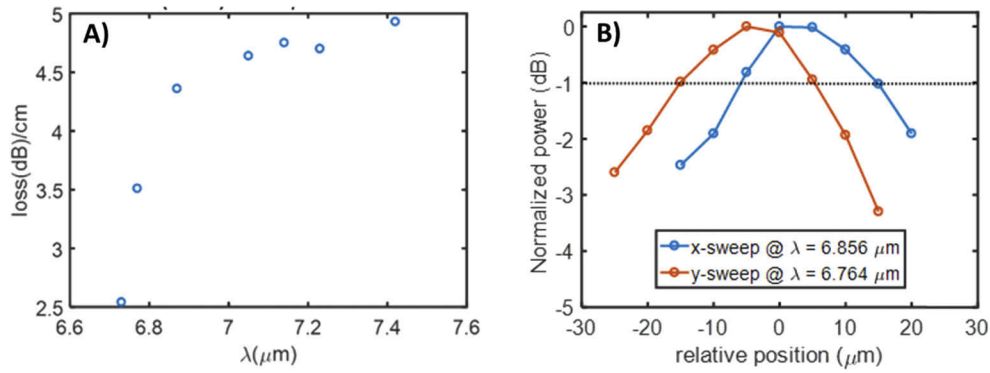 A)
5
4.5
4
3.5
3
2.5
6.6 6.8 7 7.2 7.4 7.6
loss(dB)/cm
λ(μm)
B)
0
-1
-2
-3
-4
-5
-30 -20 -10 0 10 20 30
Normalized power (dB)
relative position (μm)
x-sweep @ λ = 6.856 μm
y-sweep @ λ = 6.764 μm